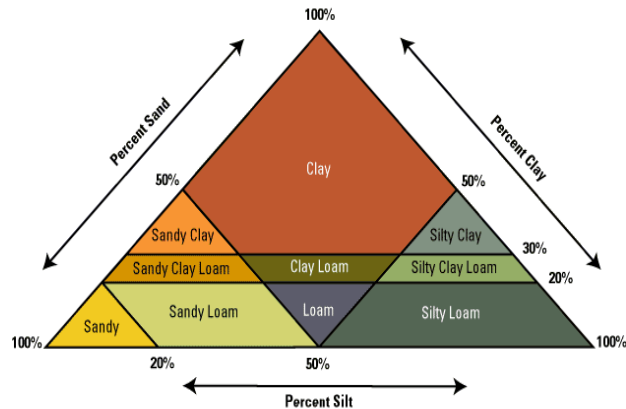 100%
Percent Sand
Percent Clay
Clay
50%
50%
Sandy Clay
Silty Clay
30%
Sandy Clay Loam
Clay Loam
Silty Clay Loam
20%
Sandy
Sandy Loam
Loam
Silty Loam
100%
100%
20%
50%
Percent Silt